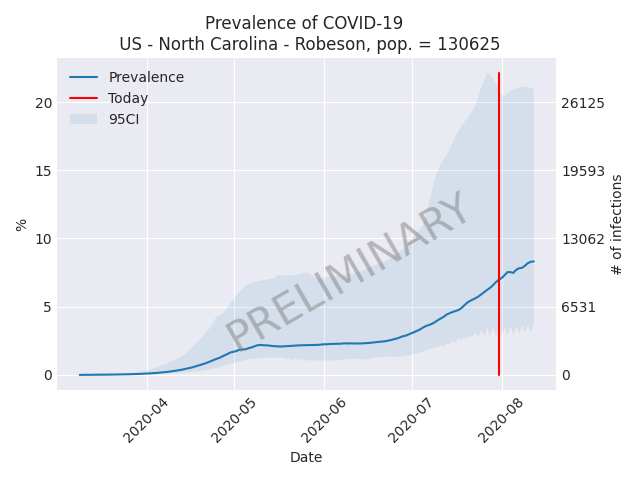 Prevalence of COVID-19
US - North Carolina - Robeson, pop. = 130625
Prevalence
Today
95CI
20
15
10
5
0
%
26125
19593
13062
6531
0
# of infections
PRELIMINARY
2020-04
2020-05
2020-06
2020-07
2020-08
Date